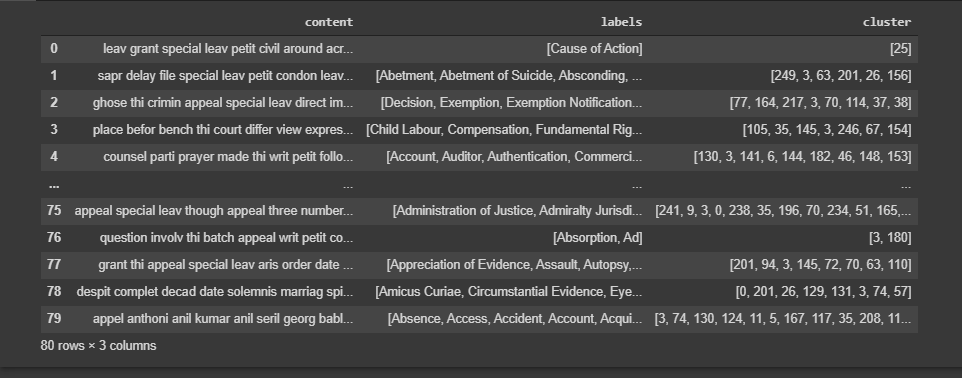 content labels cluster
0 leav grant special leav petit civil around acr... [Cause of Action] [25]
1 sapr delay file special leav petit condon leav... [Abetment, Abetment of Suicide, Absconding, ... [249, 3, 63, 201, 26, 156]
2 ghose thi crimin appeal special leav direct im... [Decision, Exemption, Exemption Notification... [77, 164, 217, 3, 70, 114, 37, 38]
3 place befor bench thi court differ view expres... [Child Labour, Compensation, Fundamental Rig... [105, 35, 145, 3, 246, 67, 154]
4 counsel parti prayer made thi writ petit follo... [Account, Auditor, Authentication, Commerci... [130, 3, 141, 6, 144, 182, 46, 148, 153]
... ... ... ...
75 appeal special leav though appeal three number... [Administration of Justice, Admiralty Jurisdi... [241, 9, 3, 0, 238, 35, 196, 70, 234, 51, 165,...
76 question involv thi batch appeal writ petit co... [Absorption, Ad] [3, 180]
77 grant thi appeal special leav aris order date ... [Appreciation of Evidence, Assault, Autopsy,... [201, 94, 3, 145, 72, 70, 63, 110]
78 despit complet decad date solemnis marriag spi... [Amicus Curiae, Circumstantial Evidence, Eye... [0, 201, 26, 129, 131, 3, 74, 57]
79 appel anthoni anil kumar anil seril georg babl... [Absence, Access, Accident, Account, Acqui... [3, 74, 130, 124, 11, 5, 167, 117, 35, 208, 11...
80 rows × 3 columns